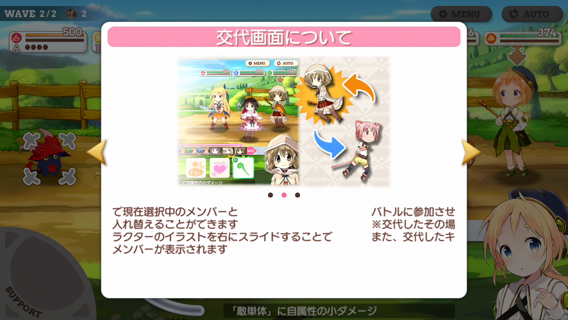 WAVE 2/2
2
MENU
AUTO
500
374
交代画面について
MENU
AUTO
で現在選択中のメンバーと
入れ替えることができます
ラクターのイラストを右にスライドすることで
メンバーが表示されます
バトルに参加させ
※交代したその場
また、交代したキ
SUPPORT
「敵単体」に自属性の小ダメージ